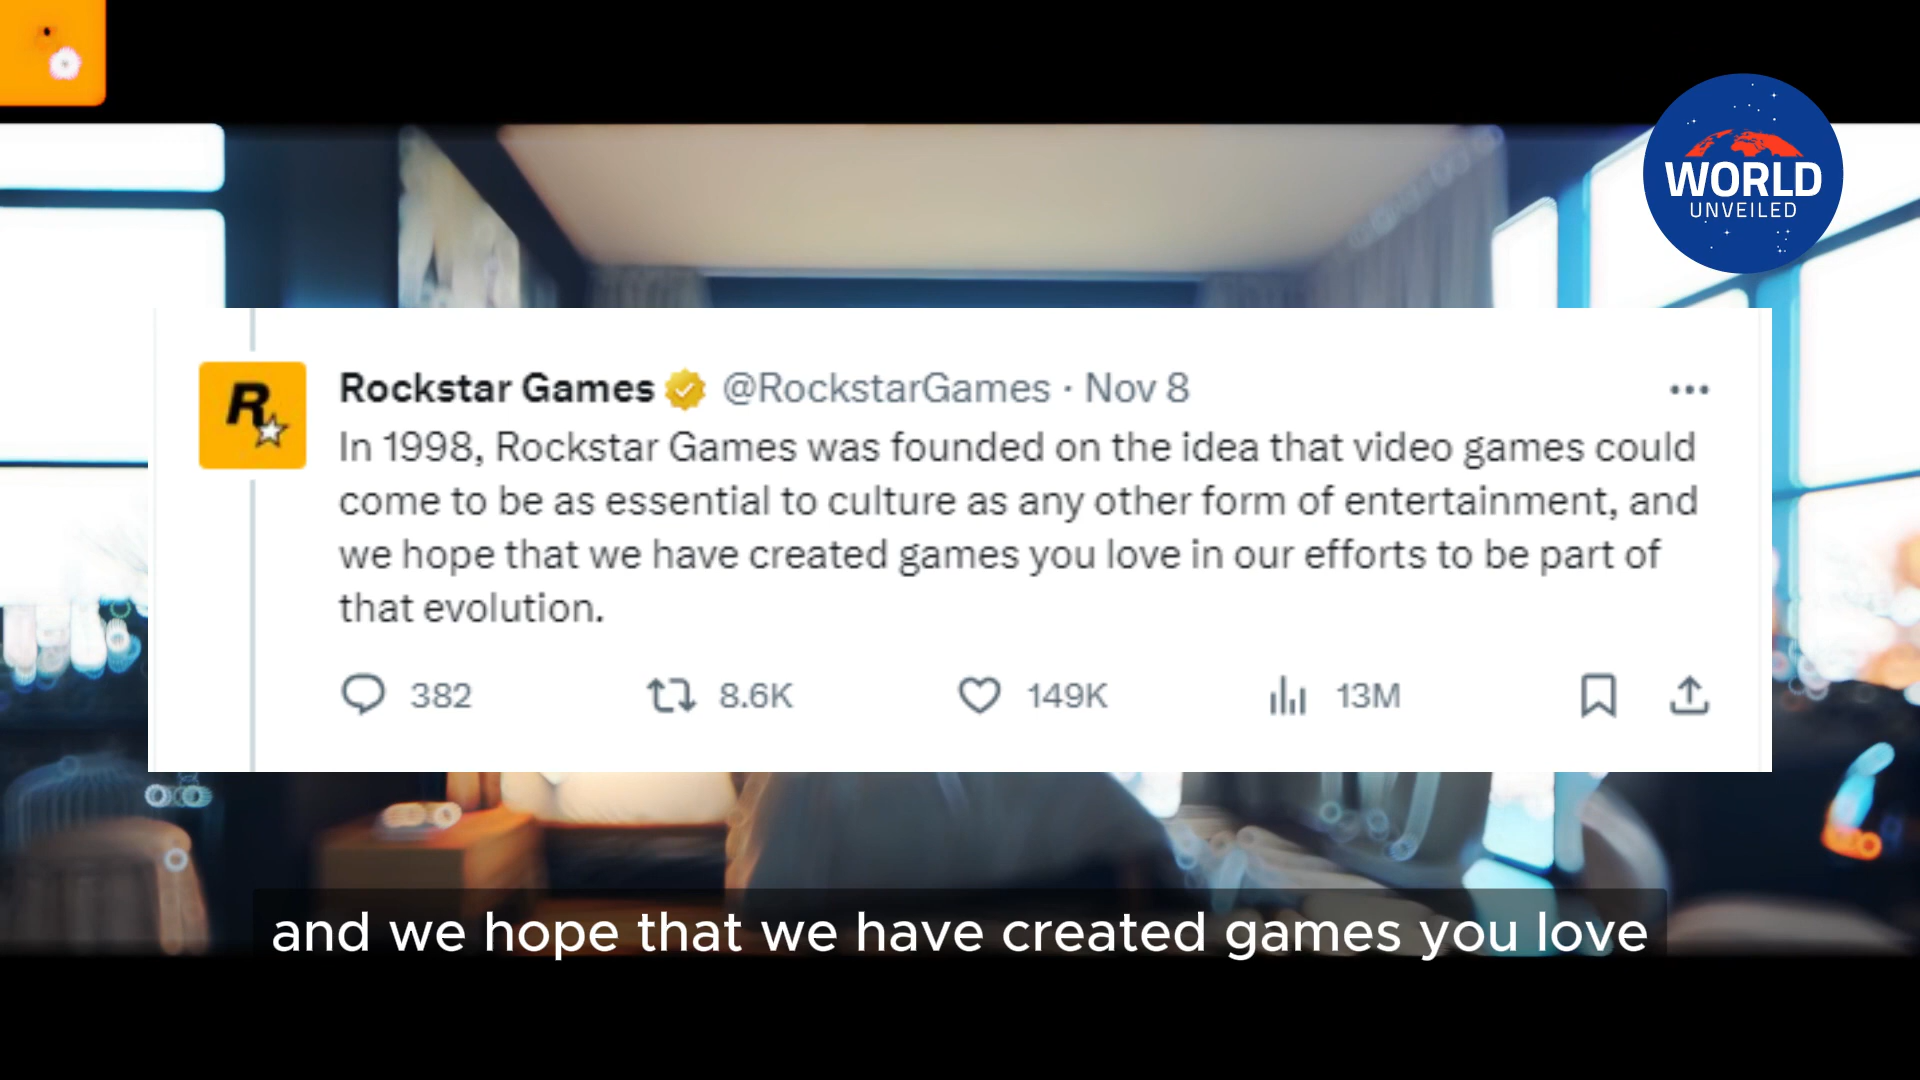 WORLD
UNVEILED
R
Rockstar Games @RockstarGames · Nov 8
In 1998, Rockstar Games was founded on the idea that video games could
come to be as essential to culture as any other form of entertainment, and
we hope that we have created games you love in our efforts to be part of
that evolution.
382 8.6K 149K 13M
and we hope that we have created games you love